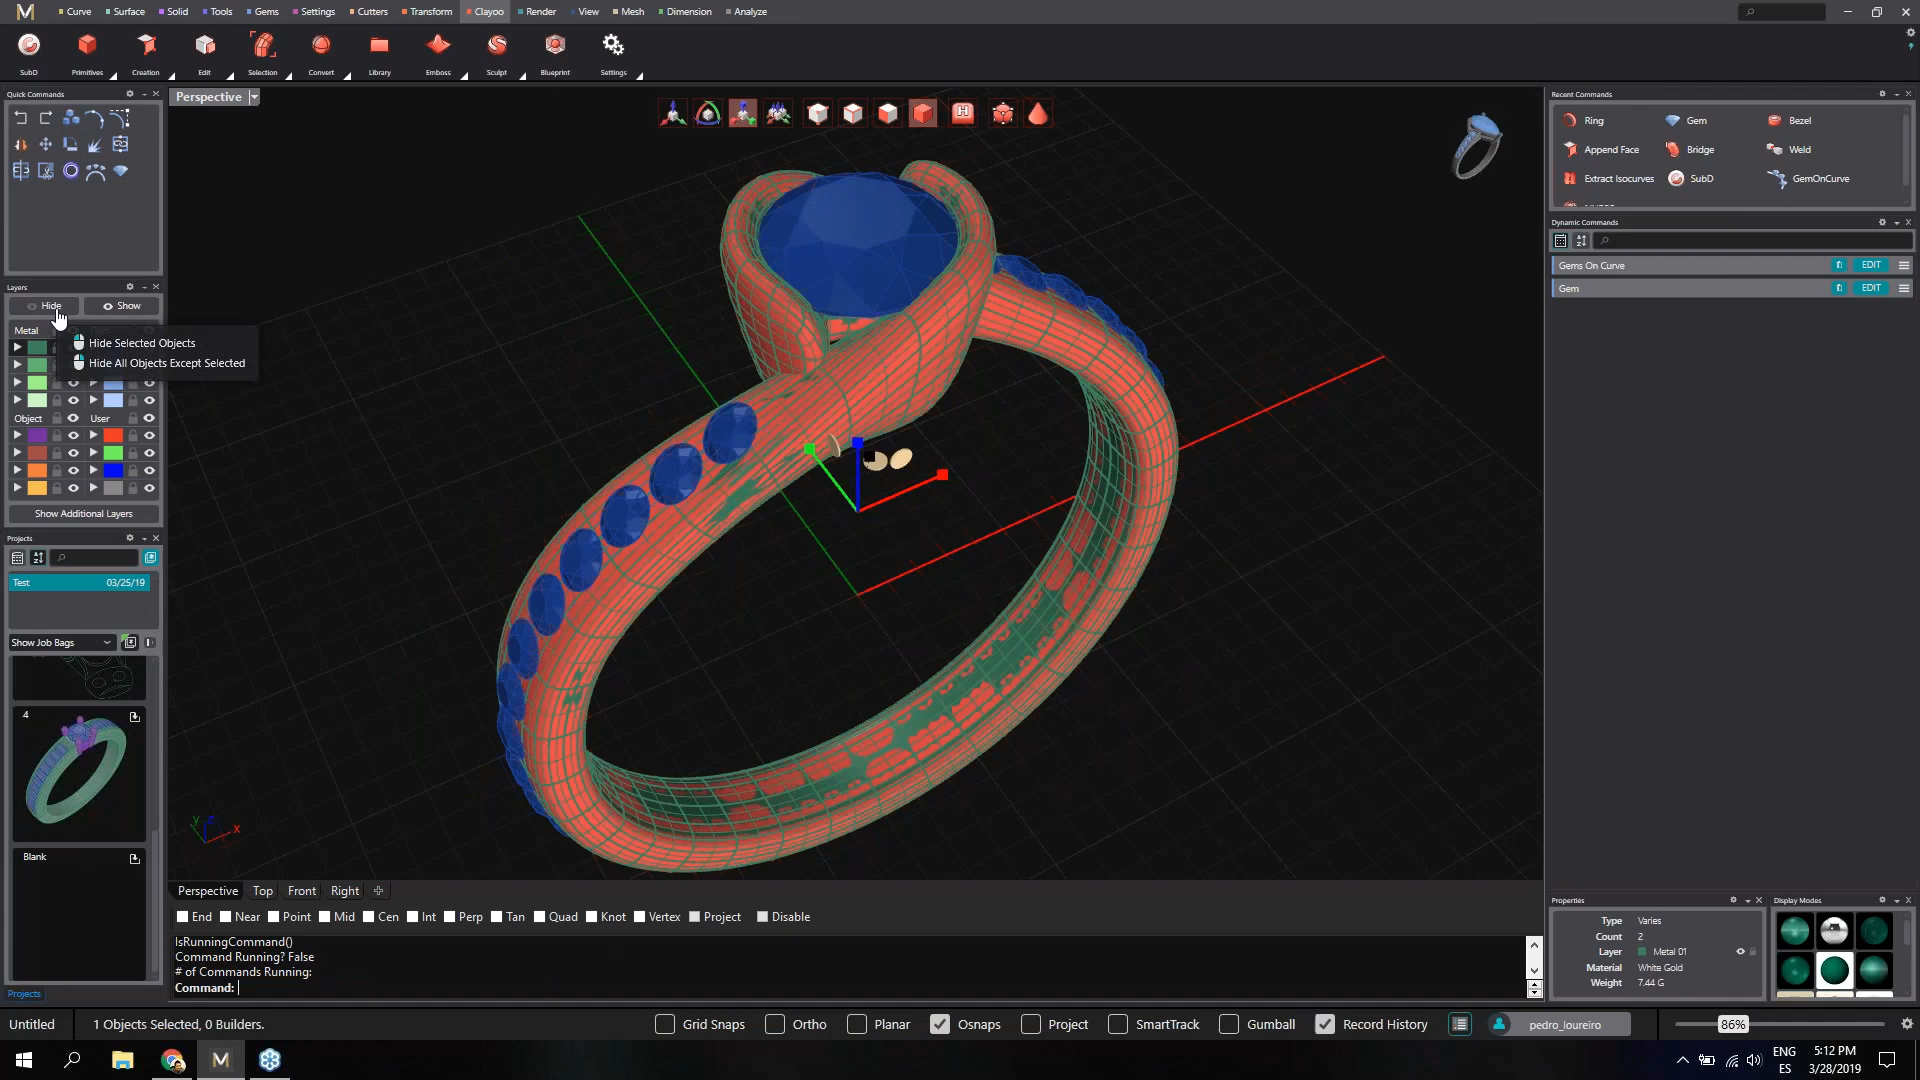 Curve Surface Solid Tools Gems Settings Cutters Transform Clayoo Render View Mesh Dimension Analyze
SubD Primitives Creation Edit Selection Convert Library Emboss Sculpt Blueprint Settings
Quick Commands
Perspective
Layers
Hide Show
Metal
Hide Selected Objects
Hide All Objects Except Selected
Object User
Show Additional Layers
Projects
Test 03/25/19
Show Job Bags
4
Blank
Projects
H
y z x
Recent Commands
Ring Gem Bezel
Append Face Bridge Weld
Extract Isocurves SubD GemOnCurve
Dynamic Commands
Gems On Curve EDIT
Gem EDIT
Perspective Top Front Right
End Near Point Mid Cen Int Perp Tan Quad Knot Vertex Project Disable
IsRunningCommand()
Command Running? False
# of Commands Running:
Command:
Properties
Type Varies
Count 2
Layer Metal 01
Material White Gold
Weight 7.44 G
Display Modes
Untitled 1 Objects Selected, 0 Builders. Grid Snaps Ortho Planar Osnaps Project SmartTrack Gumball Record History pedro_loureiro 86%
ENG
ES
5:12 PM
3/28/2019